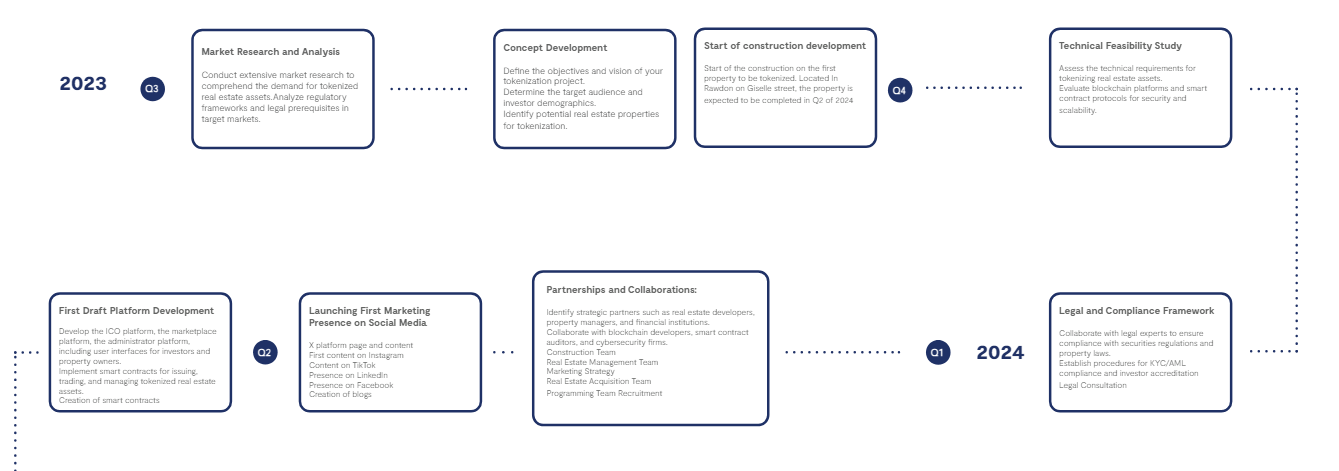 2023
Q3
Market Research and Analysis
Conduct extensive market research to
comprehend the demand for tokenized
real estate assets.Analyze regulatory
frameworks and legal prerequisites in
target markets.
Concept Development
Define the objectives and vision of your
tokenization project.
Determine the target audience and
investor demographics.
Identify potential real estate properties
for tokenization.
Start of construction development
Start of the construction on the first
property to be tokenized. Located In
Rawdon on Giselle street, the property is
expected to be completed in Q2 of 2024
Q4
Technical Feasibility Study
Assess the technical requirements for
tokenizing real estate assets.
Evaluate blockchain platforms and smart
contract protocols for security and
scalability.
Legal and Compliance Framework
Collaborate with legal experts to ensure
compliance with securities regulations and
property laws.
Establish procedures for KYC/AML
compliance and investor accreditation
Legal Consultation
2024
Q1
Partnerships and Collaborations:
Identify strategic partners such as real estate developers,
property managers, and financial institutions.
Collaborate with blockchain developers, smart contract
auditors, and cybersecurity firms.
Construction Team
Real Estate Management Team
Marketing Strategy
Real Estate Acquisition Team
Programming Team Recruitment
Launching First Marketing
Presence on Social Media
X platform page and content
First content on Instagram
Content on TikTok
Presence on LinkedIn
Presence on Facebook
Creation of blogs
Q2
First Draft Platform Development
Develop the ICO platform, the marketplace
platform, the administrator platform,
including user interfaces for investors and
property owners.
Implement smart contracts for issuing,
trading, and managing tokenized real estate
assets.
Creation of smart contracts